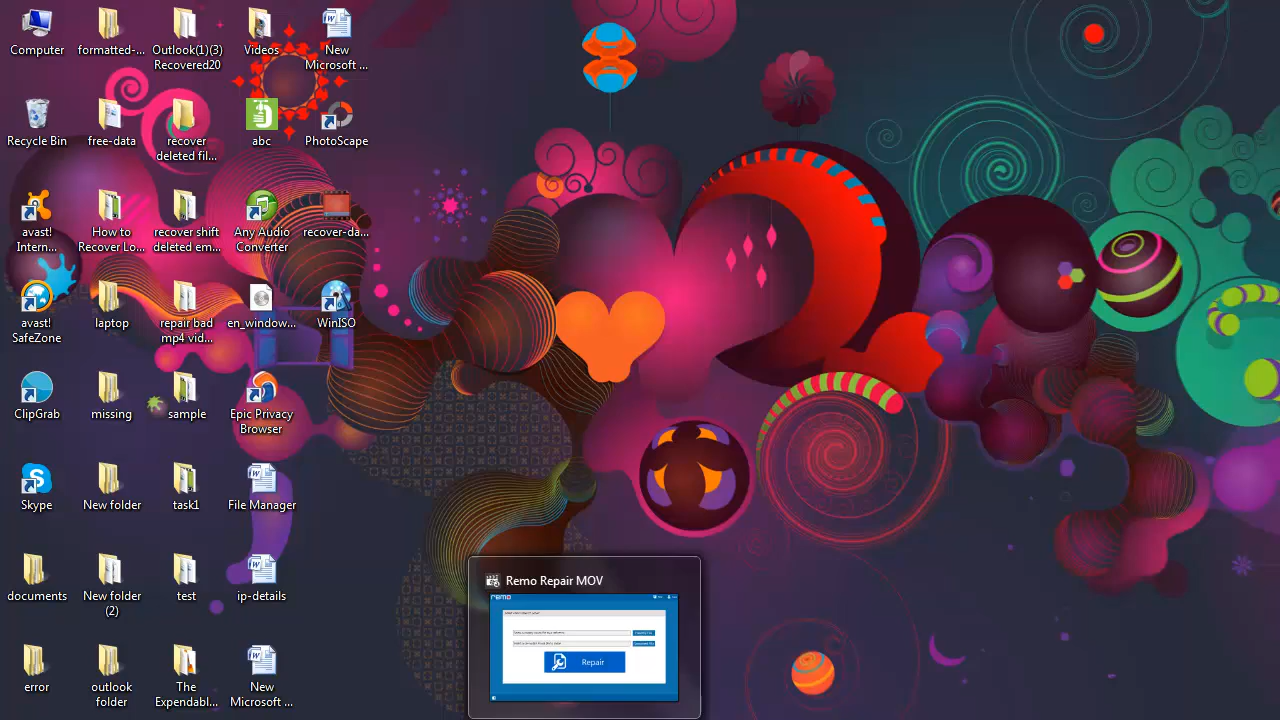 Computer
formatted-...
Outlook(1)(3)
Recovered20
Videos
New
Microsoft ...
Recycle Bin
free-data
recover
deleted fil...
abc
PhotoScape
avast!
Intern...
How to
Recover Lo...
recover shift
deleted em...
Any Audio
Converter
recover-da...
avast!
SafeZone
laptop
repair bad
mp4 vid...
en_window...
WinISO
ClipGrab
missing
sample
Epic Privacy
Browser
Skype
New folder
task1
File Manager
documents
New folder
(2)
test
ip-details
error
outlook
folder
The
Expendabl...
New
Microsoft ...
Remo Repair MOV
remo
Repair